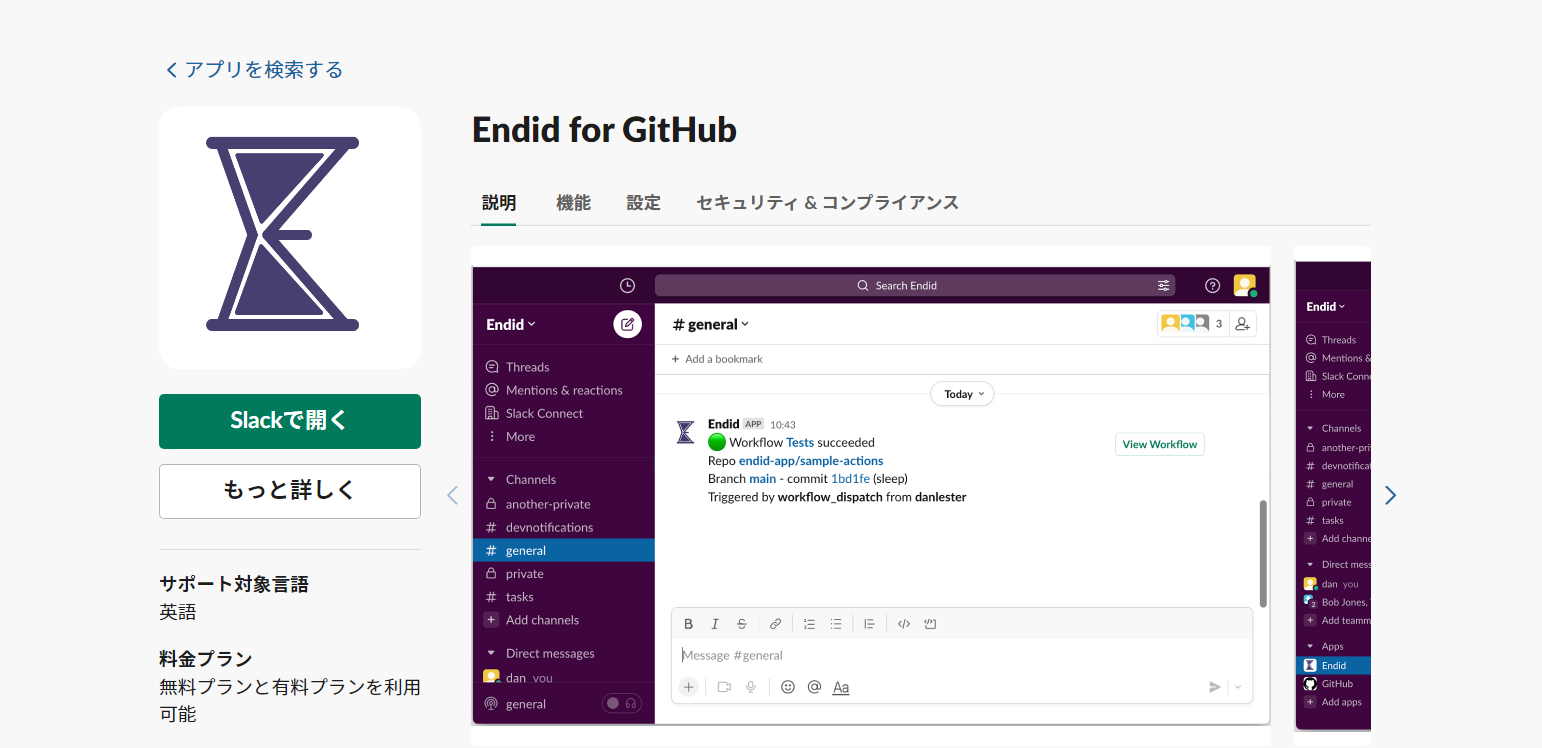 アプリを検索する
Slackで開く
もっと詳しく
サポート対象言語
英語
料金プラン
無料プランと有料プランを利用
可能
Endid for GitHub
説明 機能 設定 セキュリティ & コンプライアンス
Search Endid
Endid
Threads
Mentions & reactions
Slack Connect
More
Channels
another-private
devnotifications
general
private
tasks
Add channels
Direct messages
dan you
general
# general
3
+ Add a bookmark
Today
Endid APP 10:43
Workflow Tests succeeded
View Workflow
Repo endid-app/sample-actions
Branch main - commit 1bd1fe (sleep)
Triggered by workflow_dispatch from danlester
Message #general
Aa
Endid
Threads
Mentions &
Slack Conne
More
Channels
another-pri
devnotificat
general
private
tasks
Add channe
Direct mess
dan you
2 Bob Jones,
Add teamm
Apps
Endid
GitHub
Add apps